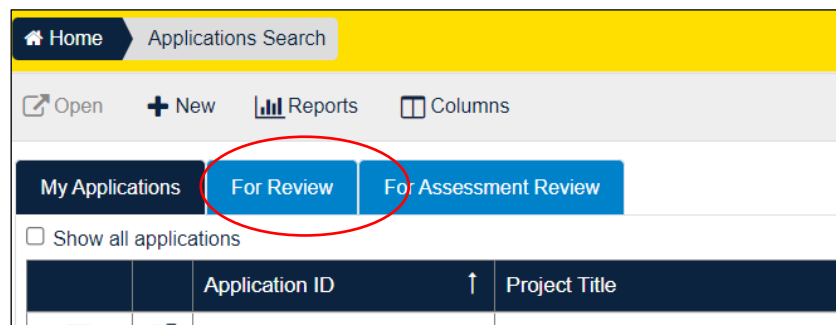 Home Applications Search
Open New Reports Columns
My Applications For Review For Assessment Review
Show all applications
Application ID ↑ Project Title